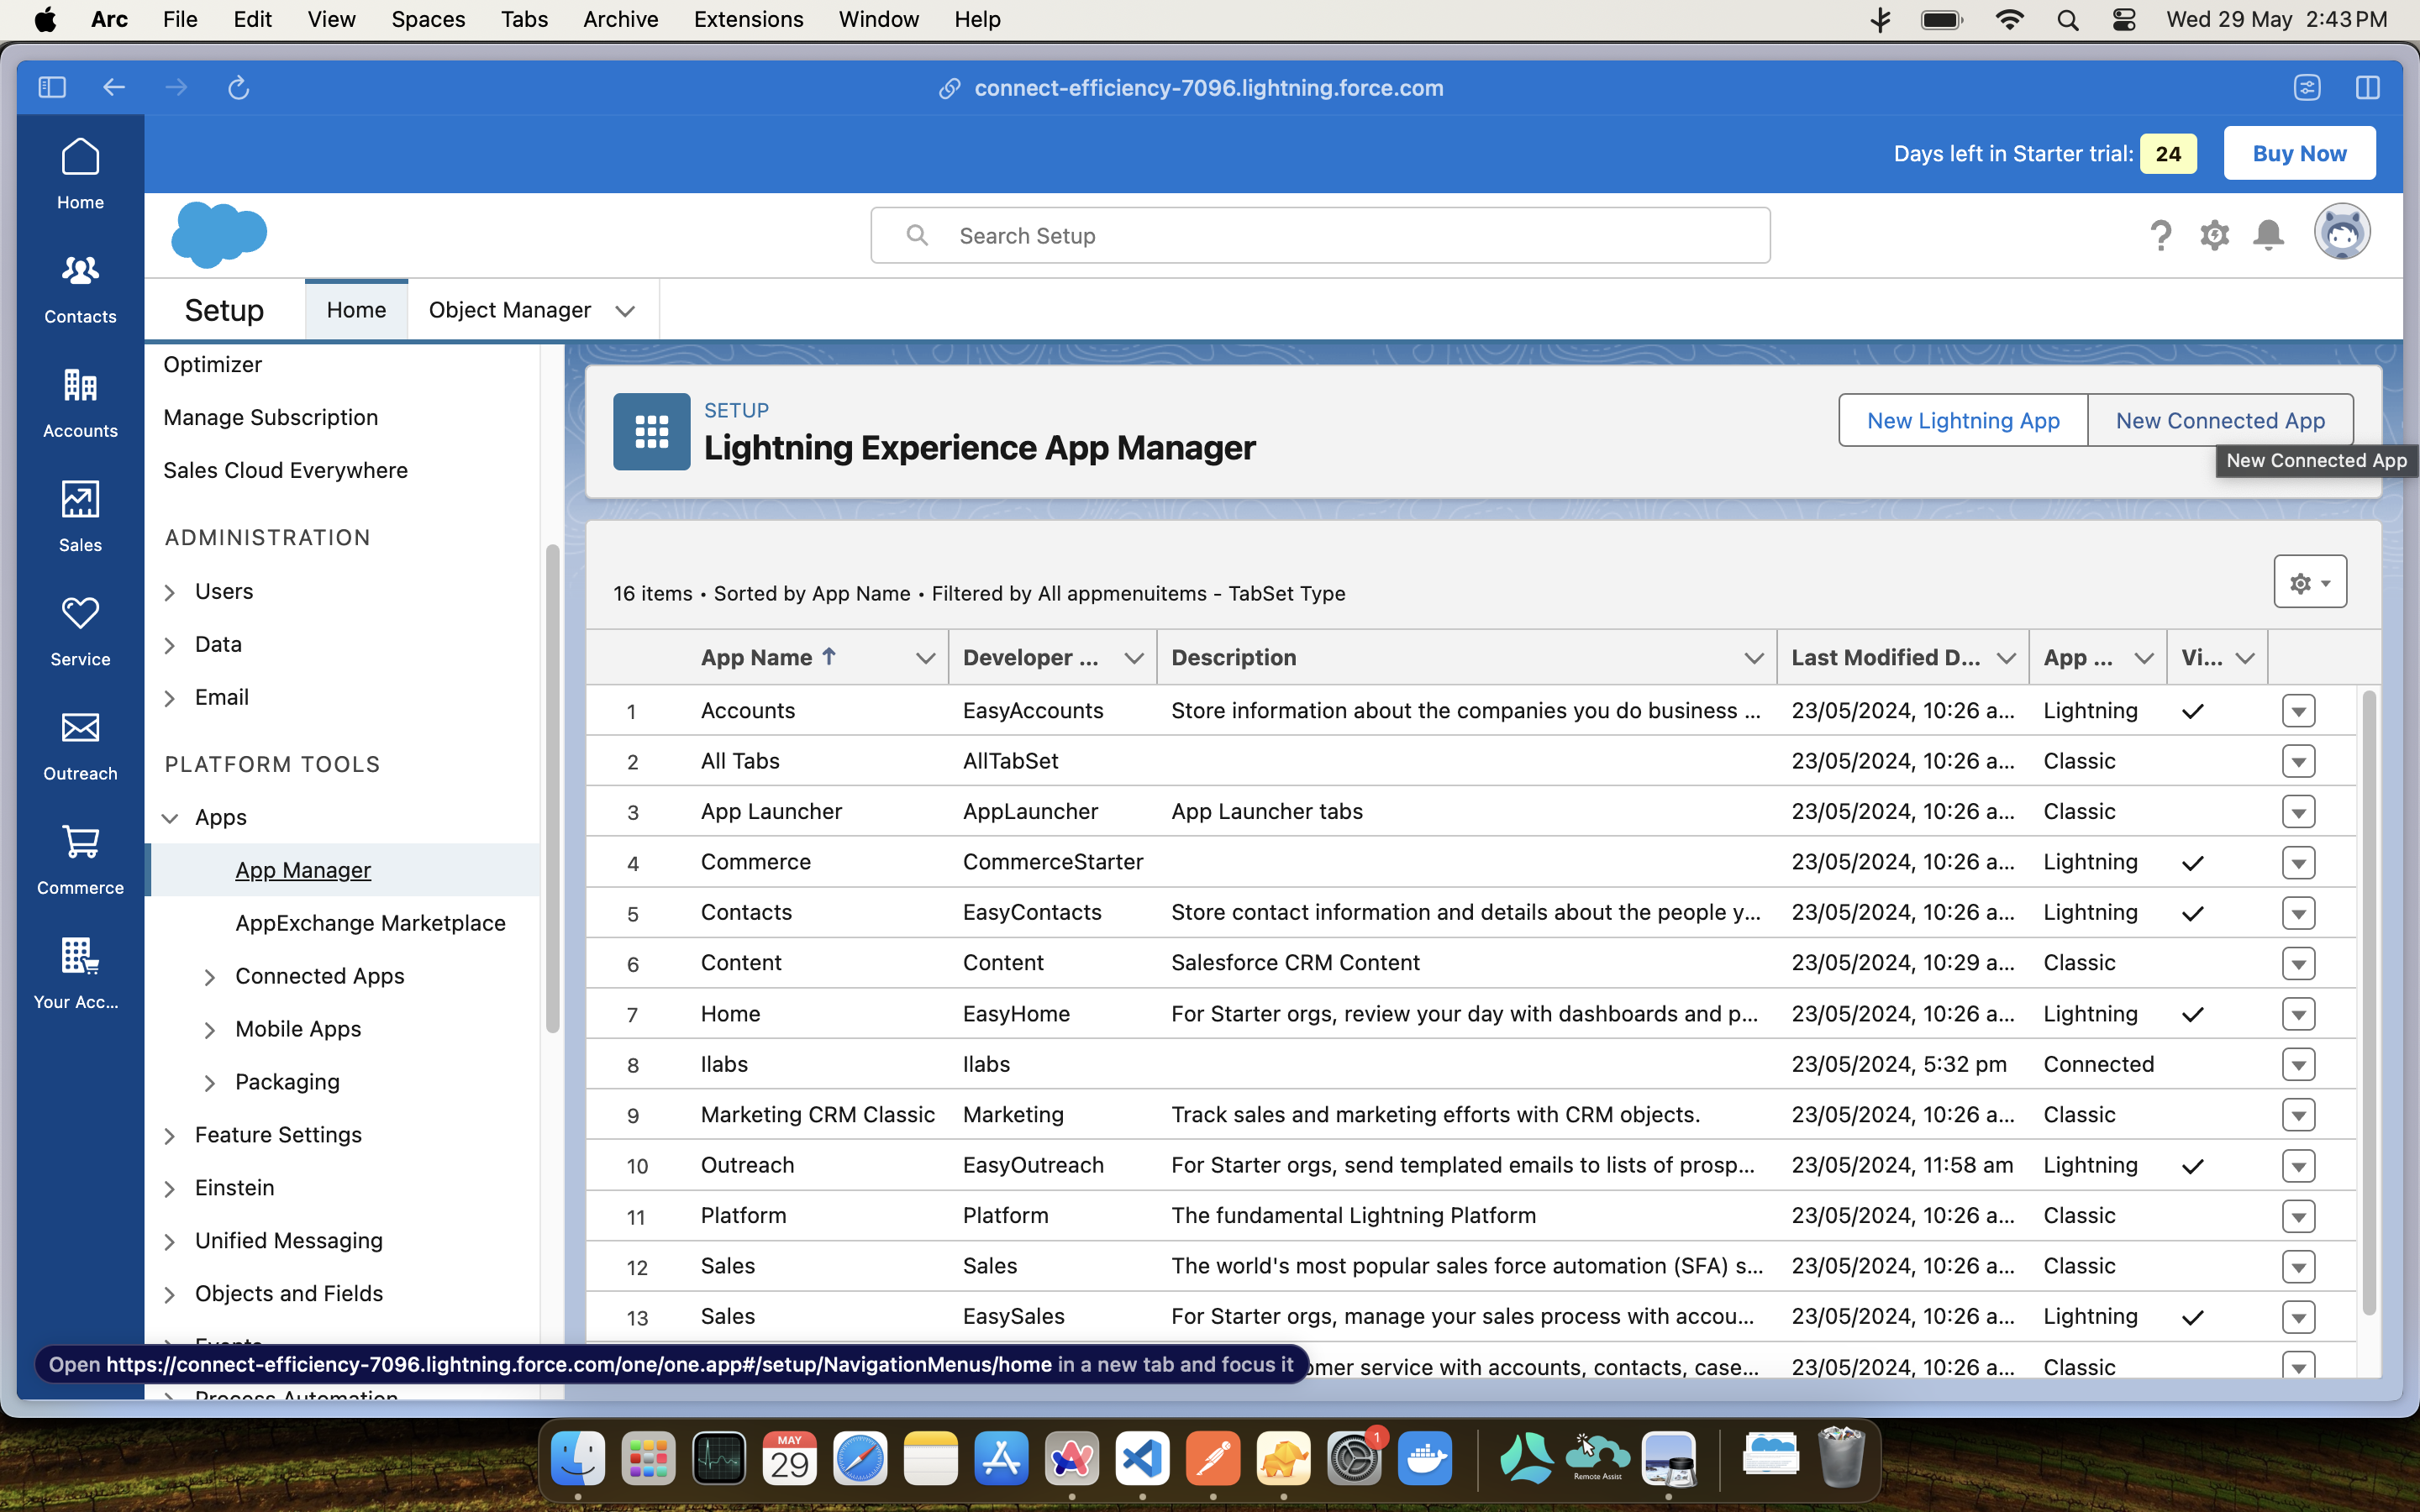 Arc File Edit View Spaces Tabs Archive Extensions Window Help Wed 29 May 2:43 PM
connect-efficiency-7096.lightning.force.com
Days left in Starter trial: 24 Buy Now
Home
Contacts
Accounts
Sales
Service
Outreach
Commerce
Your Acc...
Search Setup
Setup Home Object Manager
Optimizer
Manage Subscription
Sales Cloud Everywhere
ADMINISTRATION
Users
Data
Email
PLATFORM TOOLS
Apps
App Manager
AppExchange Marketplace
Connected Apps
Mobile Apps
Packaging
Feature Settings
Einstein
Unified Messaging
Objects and Fields
Events
Process Automation
SETUP
Lightning Experience App Manager
New Lightning App New Connected App
New Connected App
16 items • Sorted by App Name • Filtered by All appmenuitems - TabSet Type
App Name Developer ... Description Last Modified D... App ... Vi...
1 Accounts EasyAccounts Store information about the companies you do business ... 23/05/2024, 10:26 a... Lightning
2 All Tabs AllTabSet 23/05/2024, 10:26 a... Classic
3 App Launcher AppLauncher App Launcher tabs 23/05/2024, 10:26 a... Classic
4 Commerce CommerceStarter 23/05/2024, 10:26 a... Lightning
5 Contacts EasyContacts Store contact information and details about the people y... 23/05/2024, 10:26 a... Lightning
6 Content Content Salesforce CRM Content 23/05/2024, 10:29 a... Classic
7 Home EasyHome For Starter orgs, review your day with dashboards and p... 23/05/2024, 10:26 a... Lightning
8 Ilabs Ilabs 23/05/2024, 5:32 pm Connected
9 Marketing CRM Classic Marketing Track sales and marketing efforts with CRM objects. 23/05/2024, 10:26 a... Classic
10 Outreach EasyOutreach For Starter orgs, send templated emails to lists of prosp... 23/05/2024, 11:58 am Lightning
11 Platform Platform The fundamental Lightning Platform 23/05/2024, 10:26 a... Classic
12 Sales Sales The world's most popular sales force automation (SFA) s... 23/05/2024, 10:26 a... Classic
13 Sales EasySales For Starter orgs, manage your sales process with accou... 23/05/2024, 10:26 a... Lightning
omer service with accounts, contacts, case... 23/05/2024, 10:26 a... Classic
Open https://connect-efficiency-7096.lightning.force.com/one/one.app#/setup/NavigationMenus/home in a new tab and focus it
MAY
29
1
Remote Assist